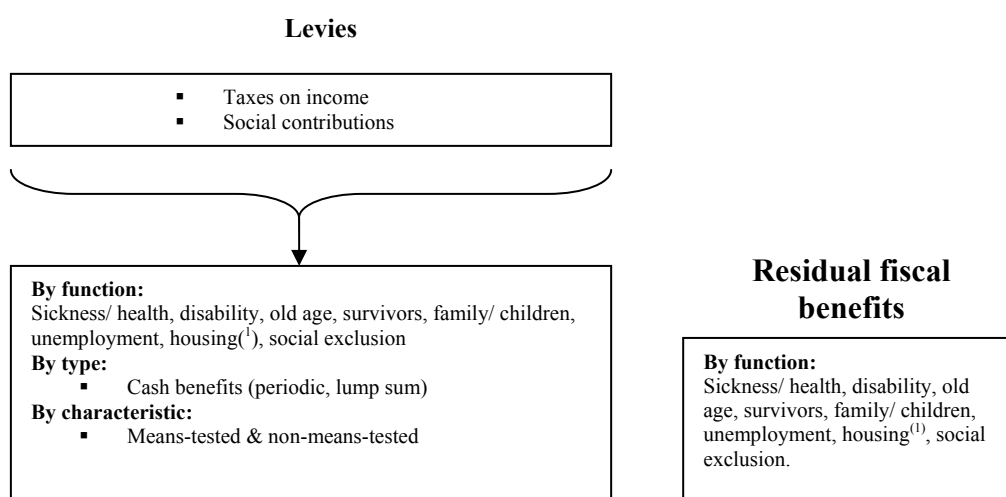 Levies
▪ Taxes on income
▪ Social contributions
By function:
Sickness/ health, disability, old age, survivors, family/ children,
unemployment, housing(¹), social exclusion
By type:
▪ Cash benefits (periodic, lump sum)
By characteristic:
▪ Means-tested & non-means-tested
Residual fiscal
benefits
By function:
Sickness/ health, disability, old
age, survivors, family/ children,
unemployment, housing⁽¹⁾, social
exclusion.